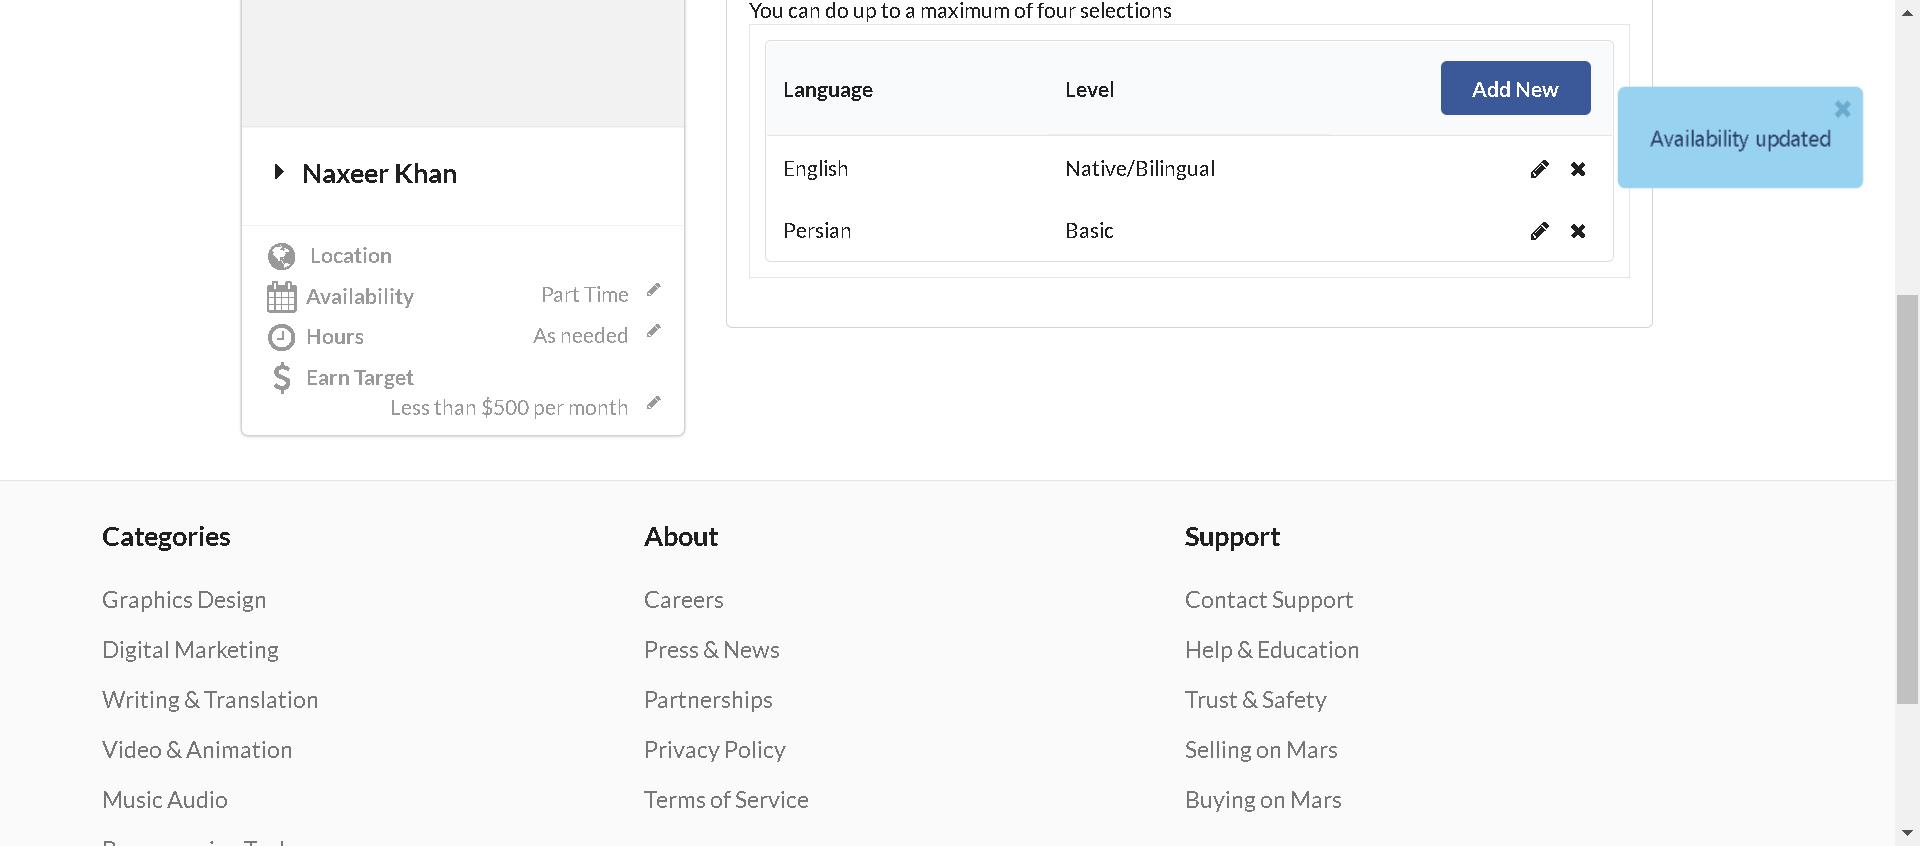 You can do up to a maximum of four selections
Language Level Add New
Availability updated
English Native/Bilingual
Persian Basic
Naxeer Khan
Location
Availability Part Time
Hours As needed
Earn Target
Less than $500 per month
Categories
Graphics Design
Digital Marketing
Writing & Translation
Video & Animation
Music Audio
About
Careers
Press & News
Partnerships
Privacy Policy
Terms of Service
Support
Contact Support
Help & Education
Trust & Safety
Selling on Mars
Buying on Mars